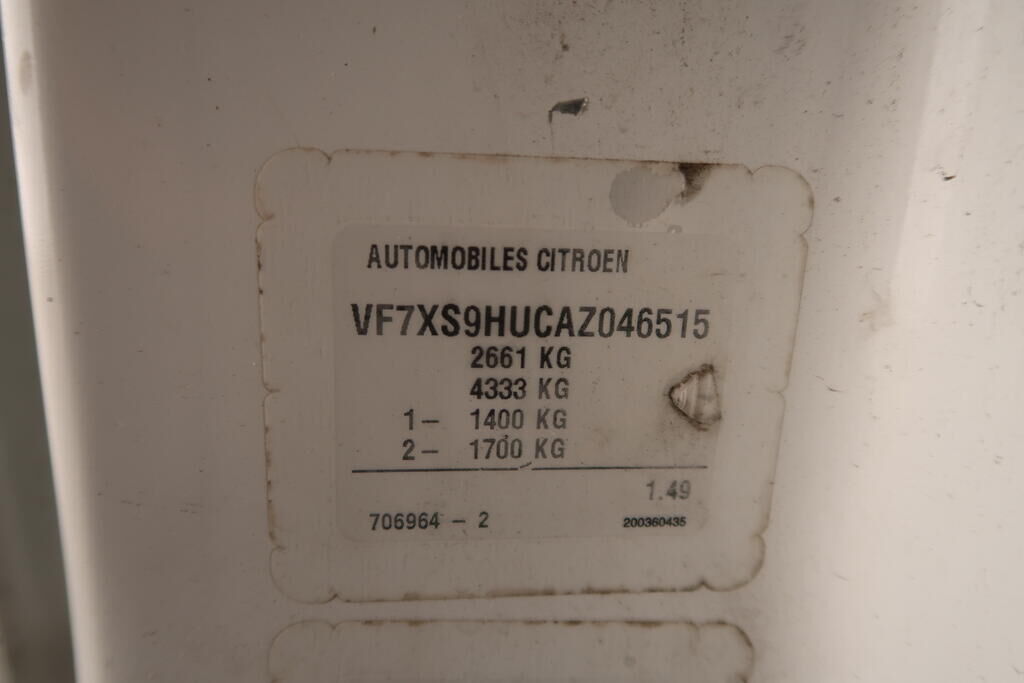 AUTOMOBILES CITROEN
VF7XS9HUCAZ046515
2661 KG
4333 KG
1– 1400 KG
2– 1700 KG
1.49
706964 – 2 200360435